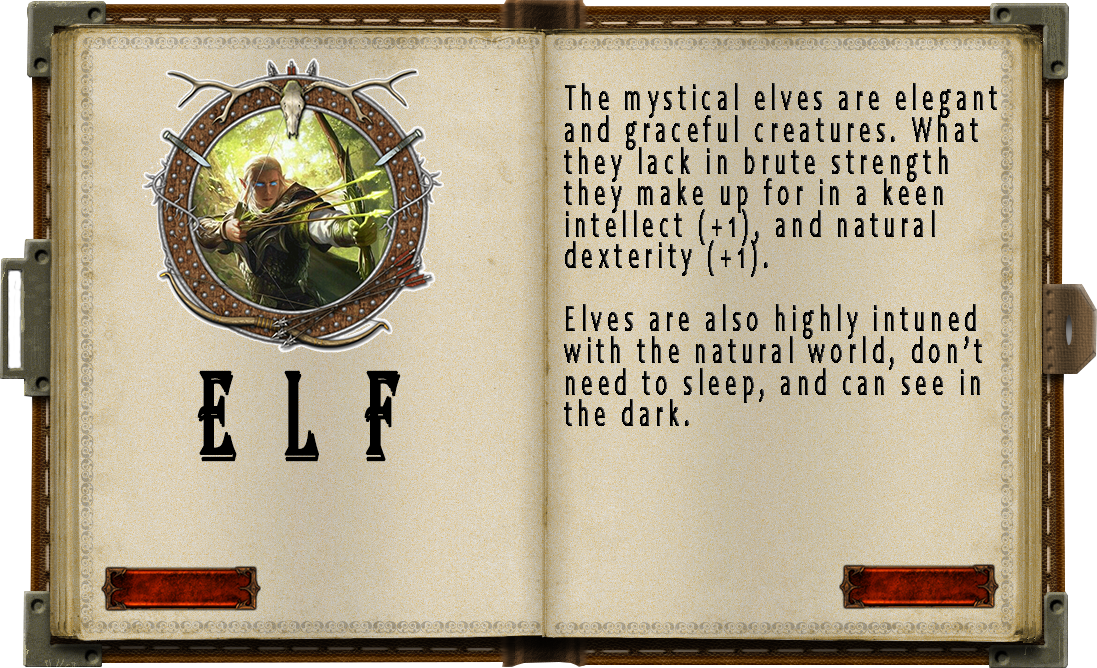 ELF
The mystical elves are elegant
and graceful creatures. What
they lack in brute strength
they make up for in a keen
intellect (+1), and natural
dexterity (+1).
Elves are also highly intuned
with the natural world, don't
need to sleep, and can see in
the dark.